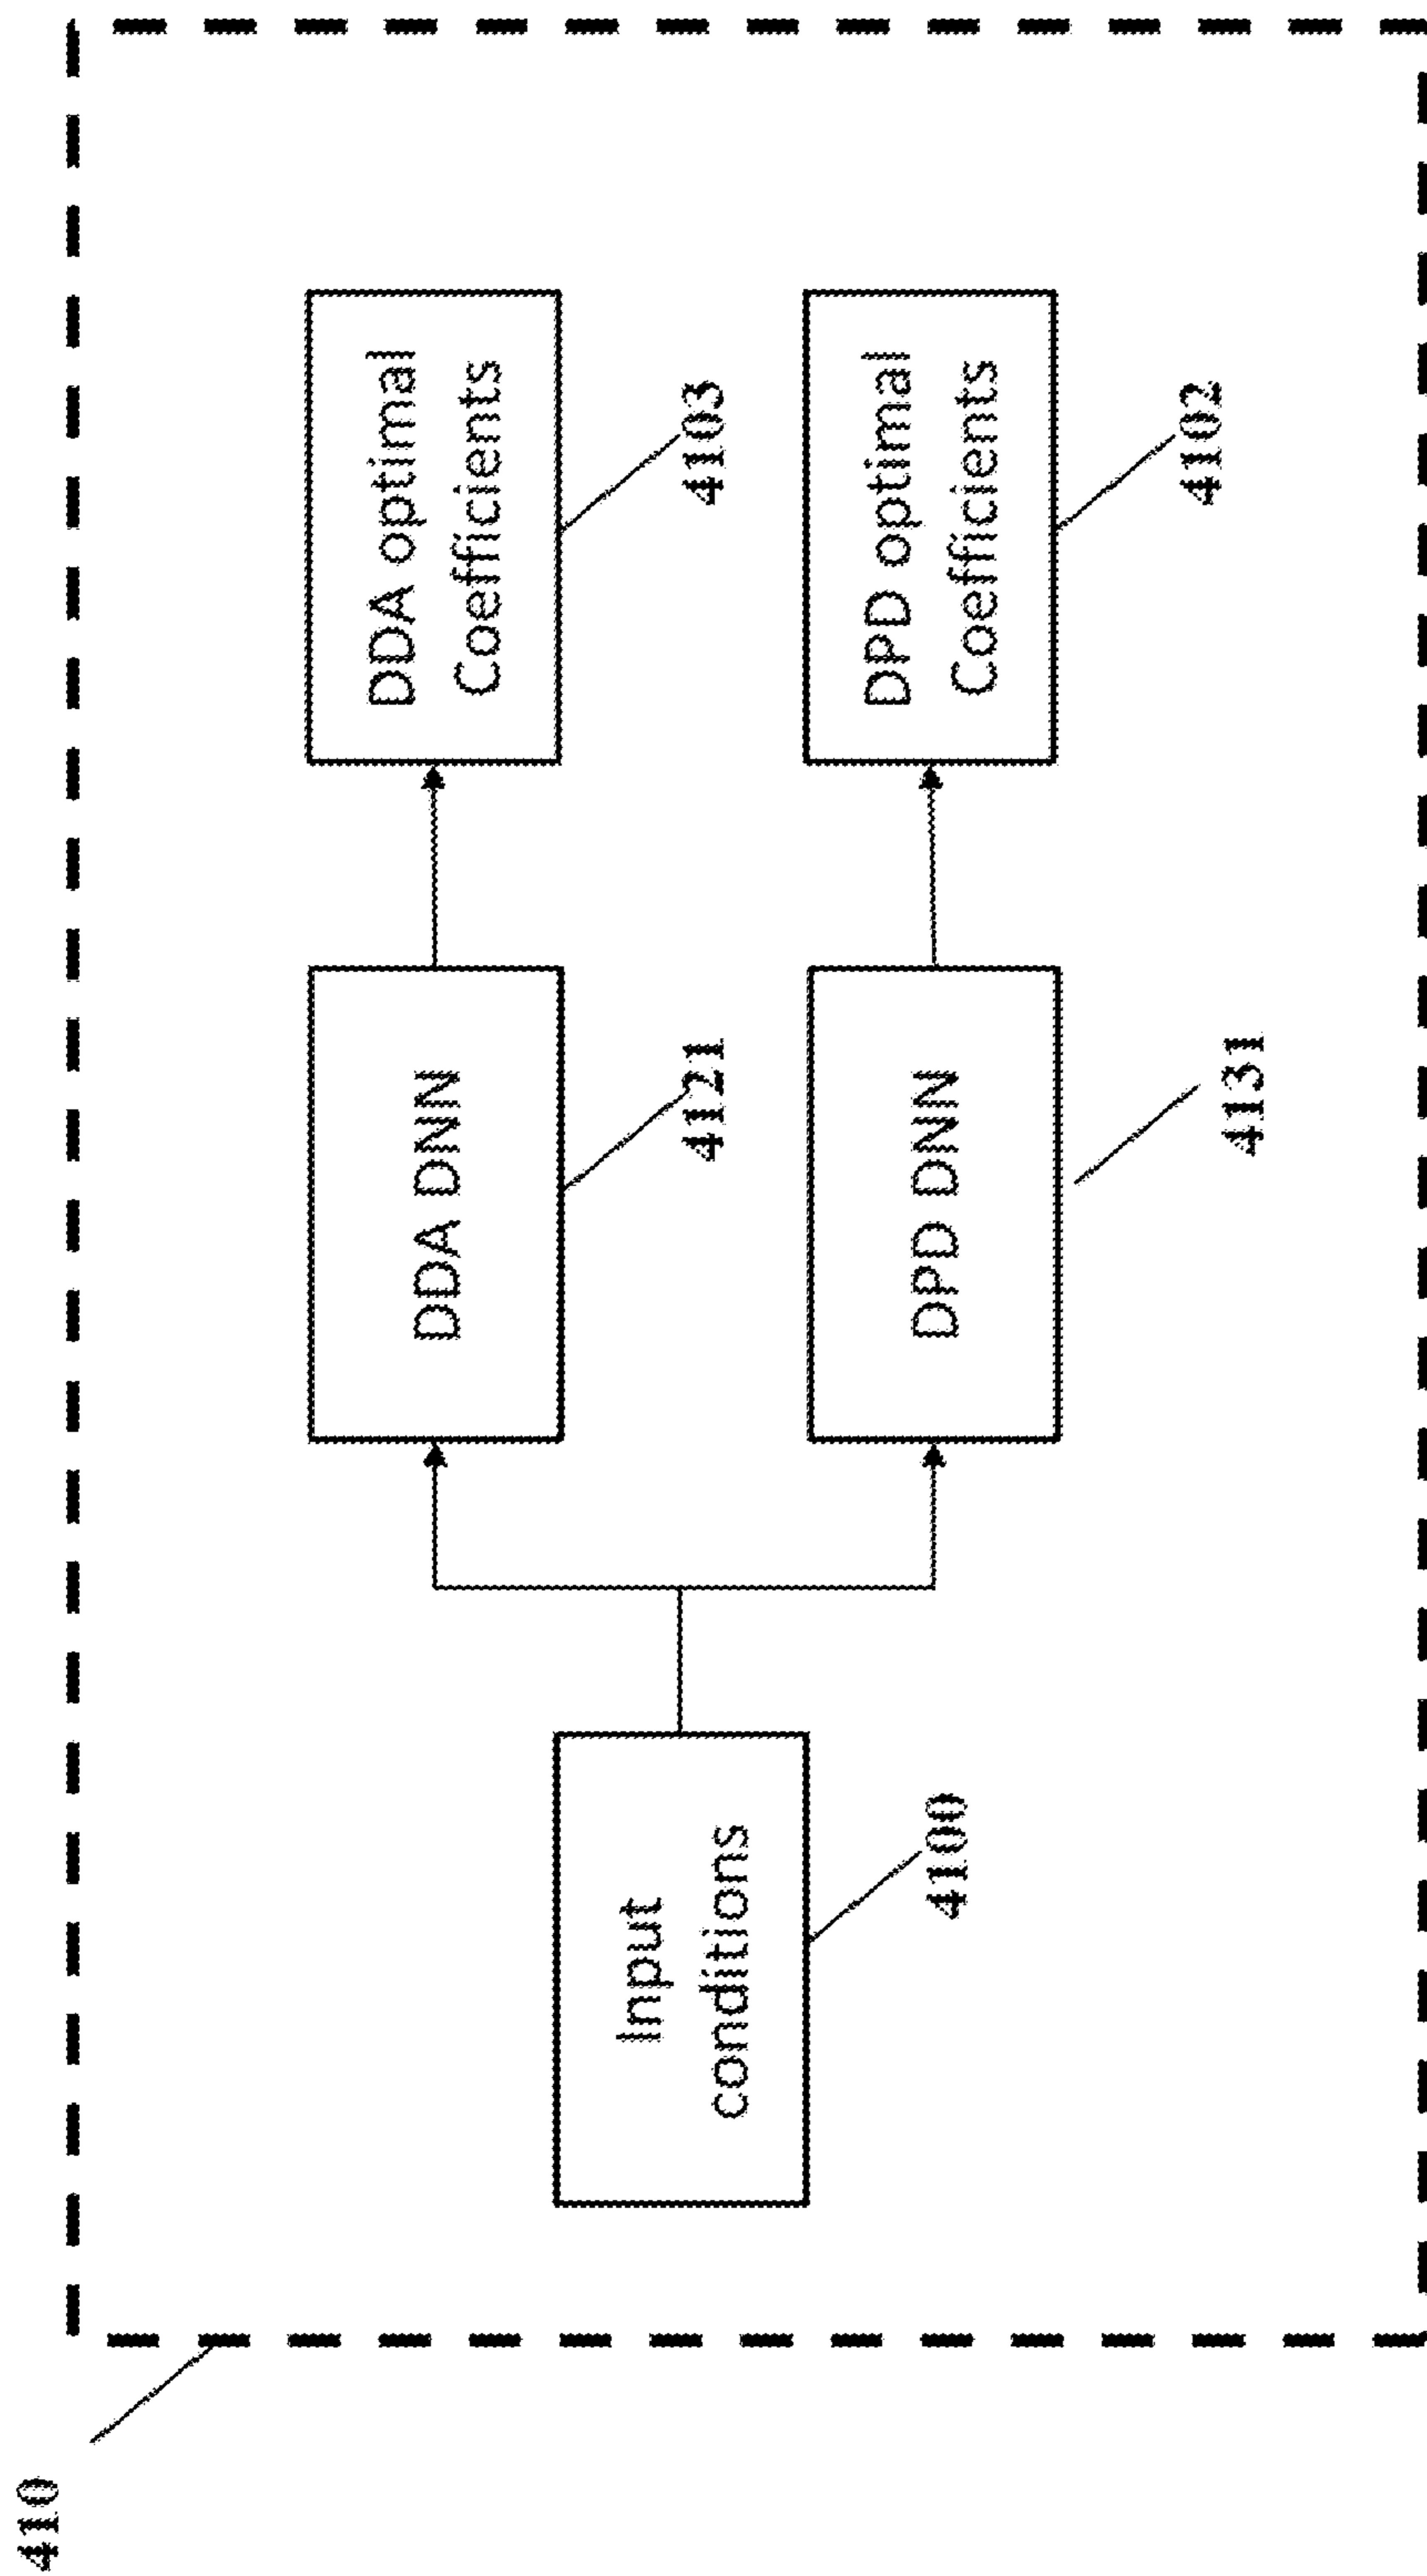 410
Input
conditions
4100
DDA DNN
4121
DPD DNN
4131
DDA optimal
Coefficients
4103
DPD optimal
Coefficients
4102